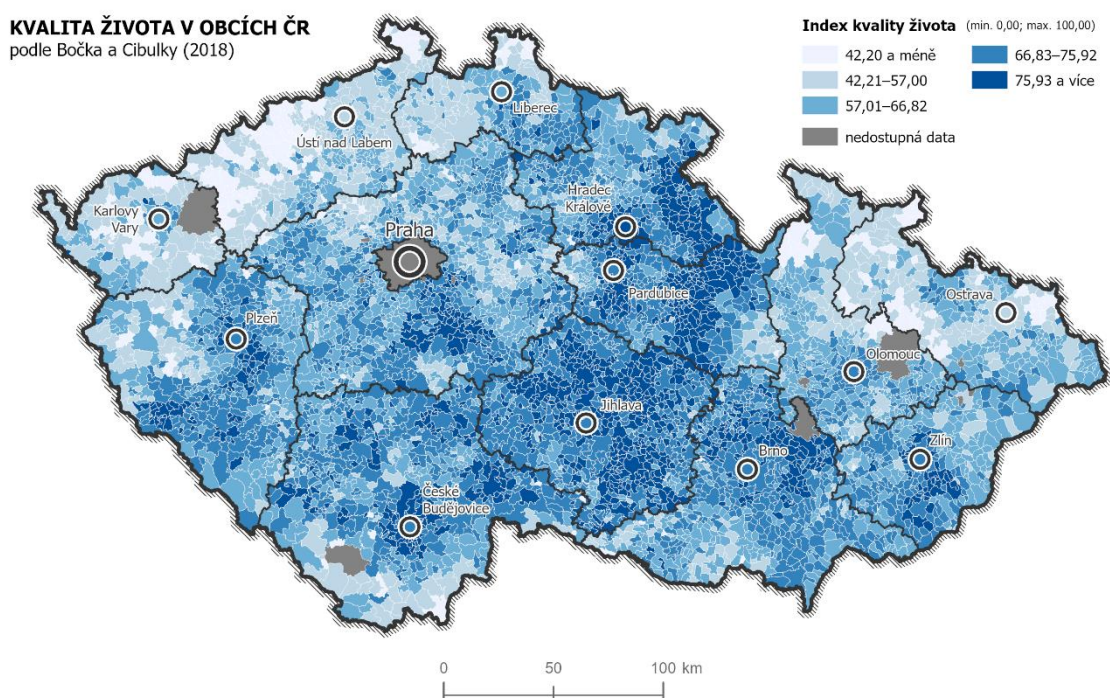 KVALITA ŽIVOTA V OBCÍCH ČR
podle Bočka a Cibulky (2018)
Index kvality života (min. 0,00; max. 100,00)
42,20 a méně
42,21–57,00
57,01–66,82
66,83–75,92
75,93 a více
nedostupná data
Liberec
Ústí nad Labem
Karlovy
Vary
Praha
Hradec
Králové
Pardubice
Plzeň
Ostrava
Olomouc
Jihlava
Brno
Zlín
České
Budějovice
0 50 100 km